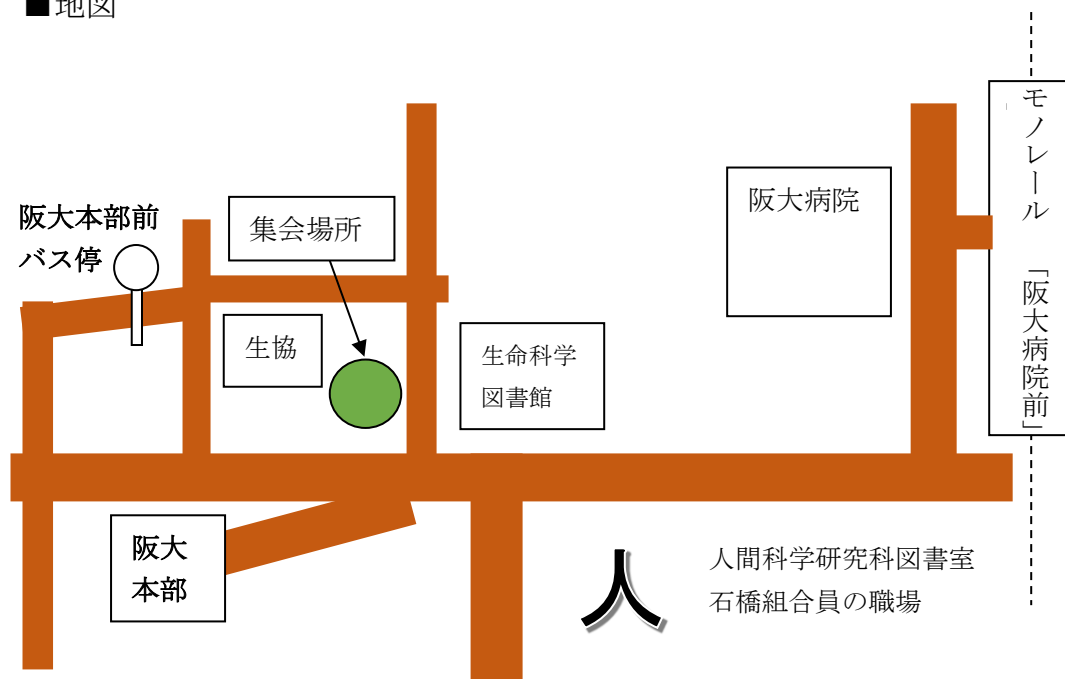 ■地図
阪大本部前
バス停
集会場所
阪大病院
モノレール 「阪大病院前」
生協
生命科学
図書館
阪大
本部
人
人間科学研究科図書室
石橋組合員の職場